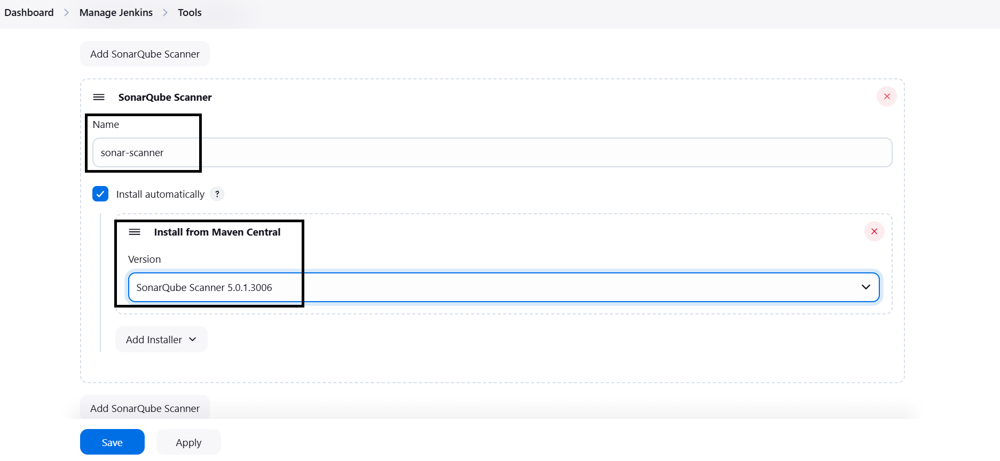 Dashboard > Manage Jenkins > Tools
Add SonarQube Scanner
SonarQube Scanner
Name
sonar-scanner
Install automatically ?
Install from Maven Central
Version
SonarQube Scanner 5.0.1.3006
Add Installer
Add SonarQube Scanner
Save Apply